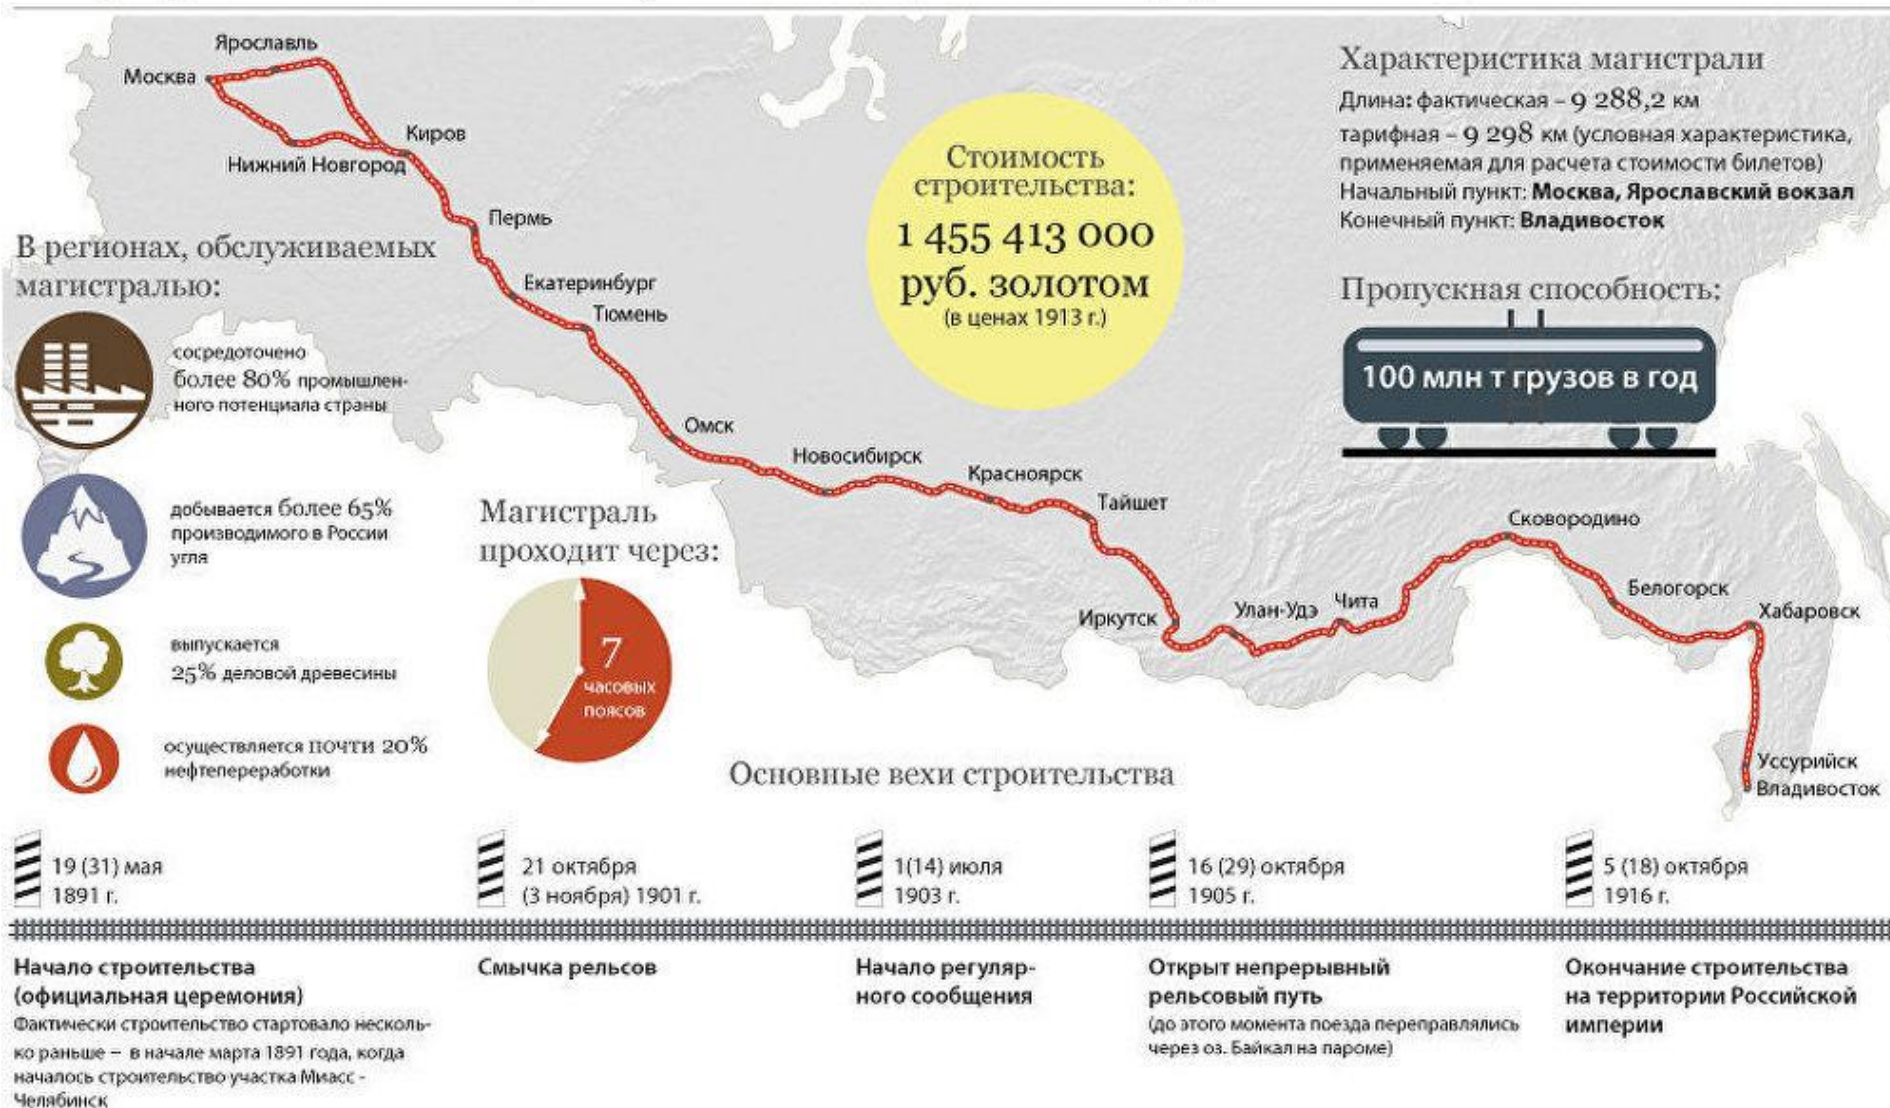 Ярославль
Москва
Киров
Нижний Новгород
Пермь
Екатеринбург
Тюмень
Омск
Новосибирск
Красноярск
Тайшет
Иркутск
Улан-Удэ
Чита
Сковородино
Белогорск
Хабаровск
Уссурийск
Владивосток
Стоимость
строительства:
1 455 413 000
руб. золотом
(в ценах 1913 г.)
Характеристика магистрали
Длина: фактическая – 9 288,2 км
тарифная – 9 298 км (условная характеристика,
применяемая для расчета стоимости билетов)
Начальный пункт: Москва, Ярославский вокзал
Конечный пункт: Владивосток
Пропускная способность:
100 млн т грузов в год
В регионах, обслуживаемых
магистралью:
сосредоточено
более 80% промышлен-
ного потенциала страны
добывается более 65%
производимого в России
угля
выпускается
25% деловой древесины
осуществляется почти 20%
нефтепереработки
Магистраль
проходит через:
7
часовых
поясов
Основные вехи строительства
19 (31) мая
1891 г.
Начало строительства
(официальная церемония)
Фактически строительство стартовало несколь-
ко раньше – в начале марта 1891 года, когда
началось строительство участка Миасс -
Челябинск
21 октября
(3 ноября) 1901 г.
Смычка рельсов
1(14) июля
1903 г.
Начало регуляр-
ного сообщения
16 (29) октября
1905 г.
Открыт непрерывный
рельсовый путь
(до этого момента поезда переправлялись
через оз. Байкал на пароме)
5 (18) октября
1916 г.
Окончание строительства
на территории Российской
империи